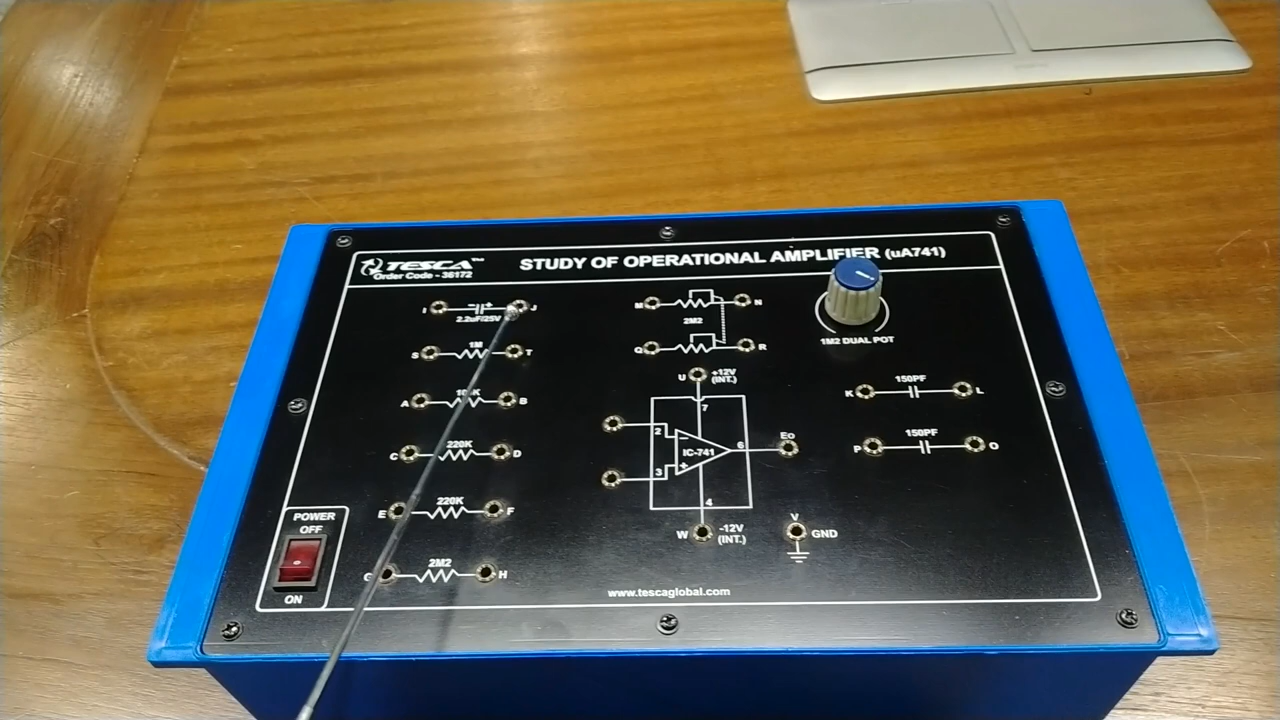 TESCA™
Order Code - 36172
STUDY OF OPERATIONAL AMPLIFIER (uA741)
I - + J
2.2uF/25V
M N
2M2
Q R
1M2 DUAL POT
1M
S T
A B
220K
C D
220K
E F
2M2
G H
U +12V
(INT.)
7
2
-
IC-741
6
Eo
+
3
4
W -12V
(INT.)
V
GND
150PF
K L
150PF
P O
POWER
OFF
O
ON
www.tescaglobal.com